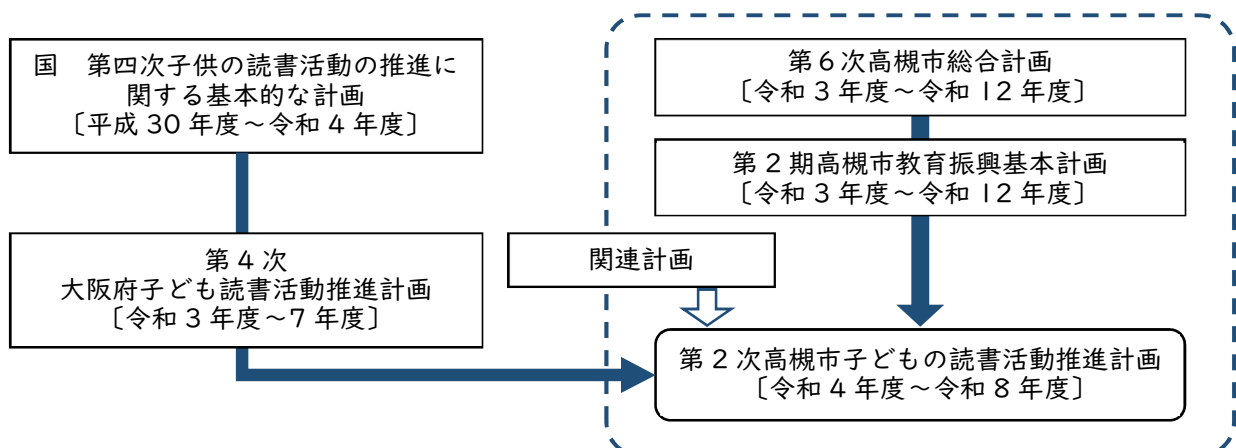 国　第四次子供の読書活動の推進に
関する基本的な計画
〔平成 30 年度～令和 4 年度〕
第 4 次
大阪府子ども読書活動推進計画
〔令和 3 年度～7 年度〕
第 6 次高槻市総合計画
〔令和 3 年度～令和 12 年度〕
第 2 期高槻市教育振興基本計画
〔令和 3 年度～令和 12 年度〕
関連計画
第 2 次高槻市子どもの読書活動推進計画
〔令和 4 年度～令和 8 年度〕